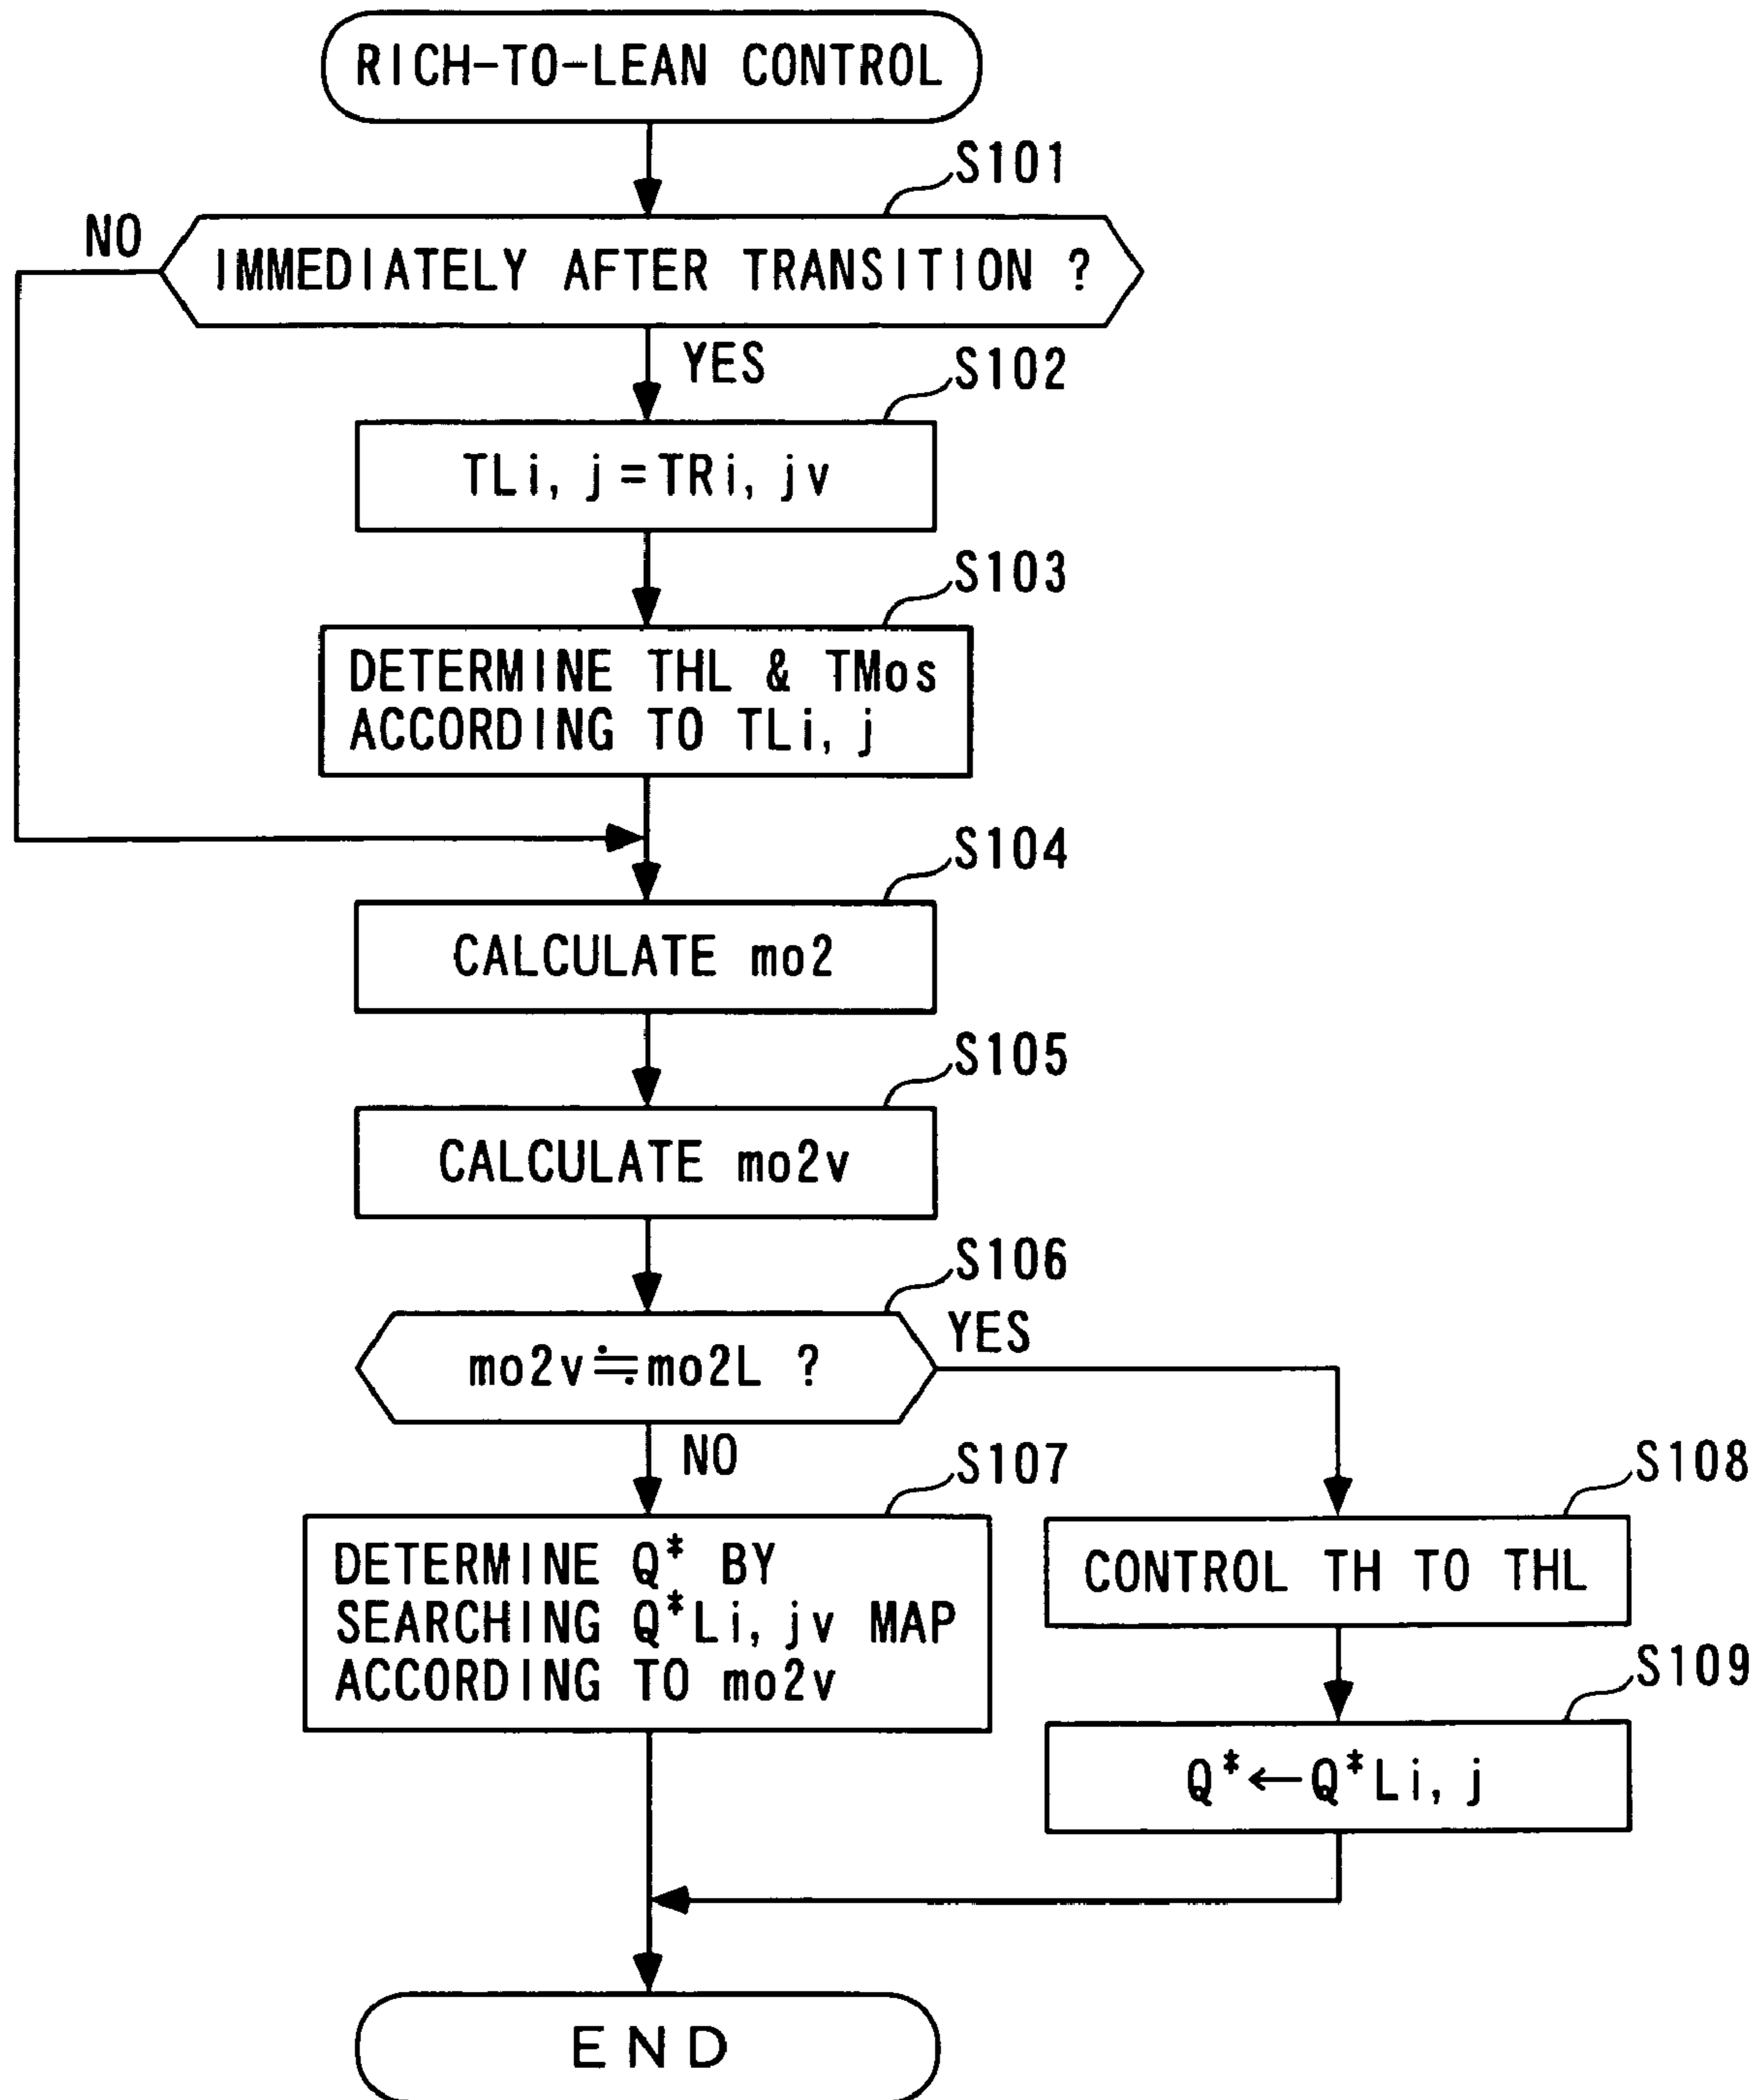 RICH-TO-LEAN CONTROL
S101
NO
IMMEDIATELY AFTER TRANSITION ?
YES
S102
TLi, j=TRi, jv
S103
DETERMINE THL & TMos
ACCORDING TO TLi, j
S104
CALCULATE mo2
S105
CALCULATE mo2v
S106
mo2v≒mo2L ?
YES
NO
S107
DETERMINE Q* BY
SEARCHING Q*Li, jv MAP
ACCORDING TO mo2v
S108
CONTROL TH TO THL
S109
Q*←Q*Li, j
END